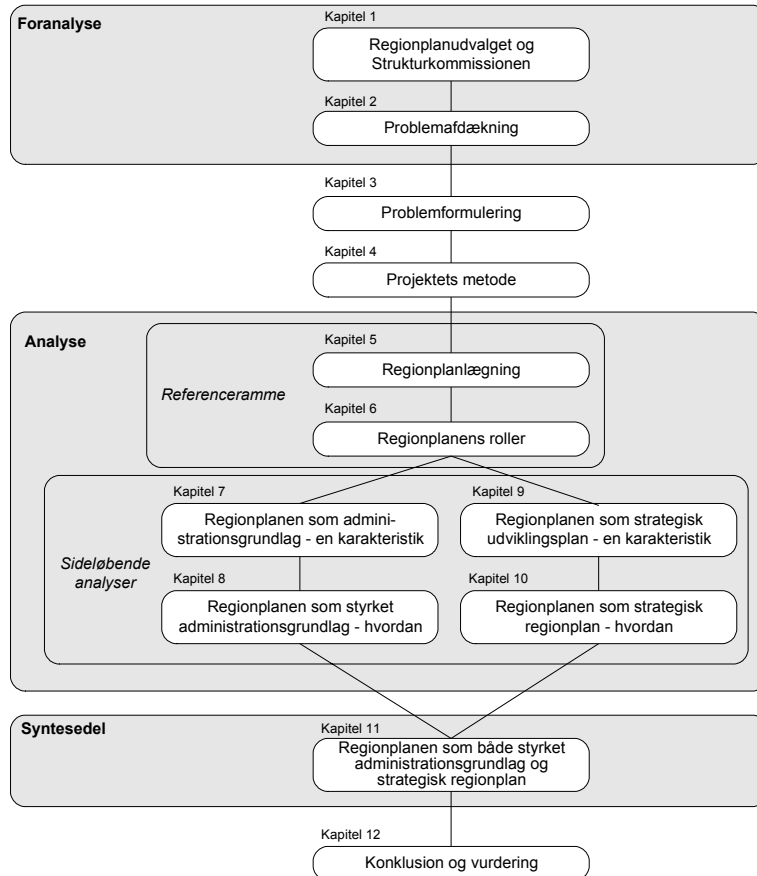 Foranalyse
Kapitel 1
Regionplanudvalget og
Strukturkommissionen
Kapitel 2
Problemafdækning
Kapitel 3
Problemformulering
Kapitel 4
Projektets metode
Analyse
Referenceramme
Kapitel 5
Regionplanlægning
Kapitel 6
Regionplanens roller
Sideløbende
analyser
Kapitel 7
Regionplanen som admini-
strationsgrundlag - en karakteristik
Kapitel 8
Regionplanen som styrket
administrationsgrundlag - hvordan
Kapitel 9
Regionplanen som strategisk
udviklingsplan - en karakteristik
Kapitel 10
Regionplanen som strategisk
regionplan - hvordan
Syntesedel
Kapitel 11
Regionplanen som både styrket
administrationsgrundlag og
strategisk regionplan
Kapitel 12
Konklusion og vurdering